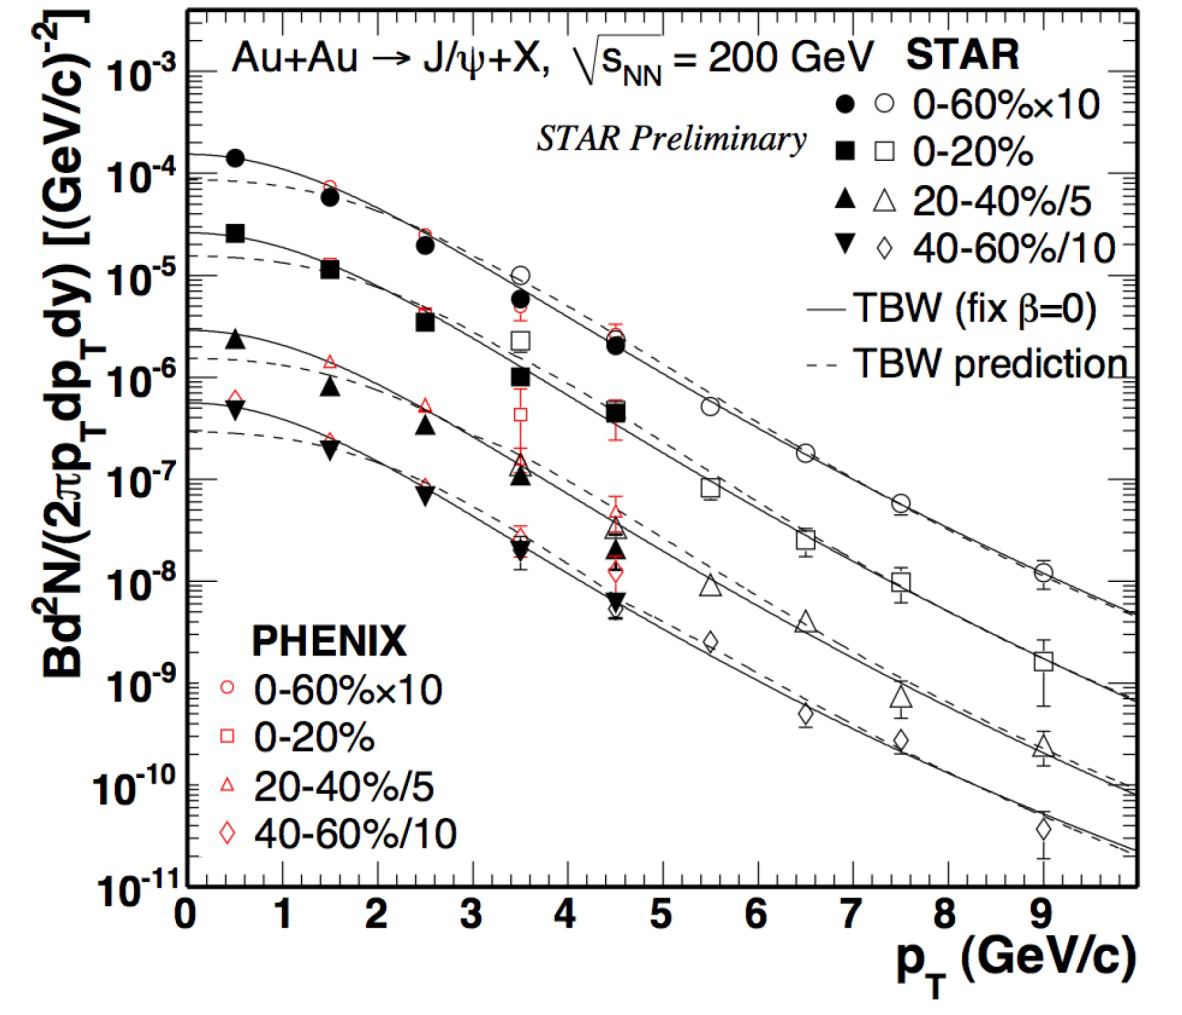 Bd²N/(2πp_Tdp_Tdy) [(GeV/c)⁻²]
Au+Au → J/ψ+X, √s_NN = 200 GeV
STAR Preliminary
STAR
0-60%×10
0-20%
20-40%/5
40-60%/10
TBW (fix β=0)
TBW prediction
PHENIX
0-60%×10
0-20%
20-40%/5
40-60%/10
10⁻³
10⁻⁴
10⁻⁵
10⁻⁶
10⁻⁷
10⁻⁸
10⁻⁹
10⁻¹⁰
10⁻¹¹
0 1 2 3 4 5 6 7 8 9
p_T (GeV/c)